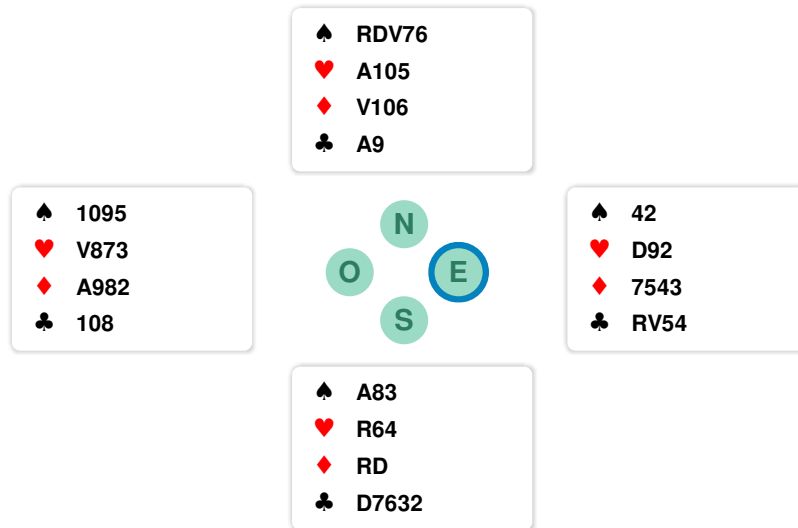 ♠ RDV76
♥ A105
♦ V106
♣ A9
♠ 1095
♥ V873
♦ A982
♣ 108
N
O E
S
♠ 42
♥ D92
♦ 7543
♣ RV54
♠ A83
♥ R64
♦ RD
♣ D7632